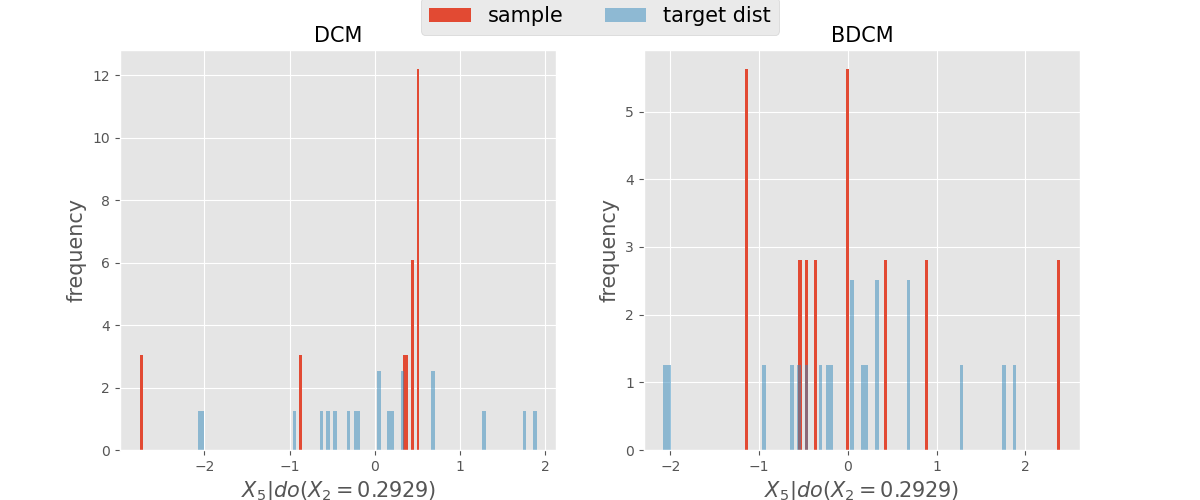 sample target dist
DCM
BDCM
frequency
12
10
8
6
4
2
0
−2 −1 0 1 2
X₅|do(X₂ = 0.2929)
frequency
5
4
3
2
1
0
−2 −1 0 1 2
X₅|do(X₂ = 0.2929)